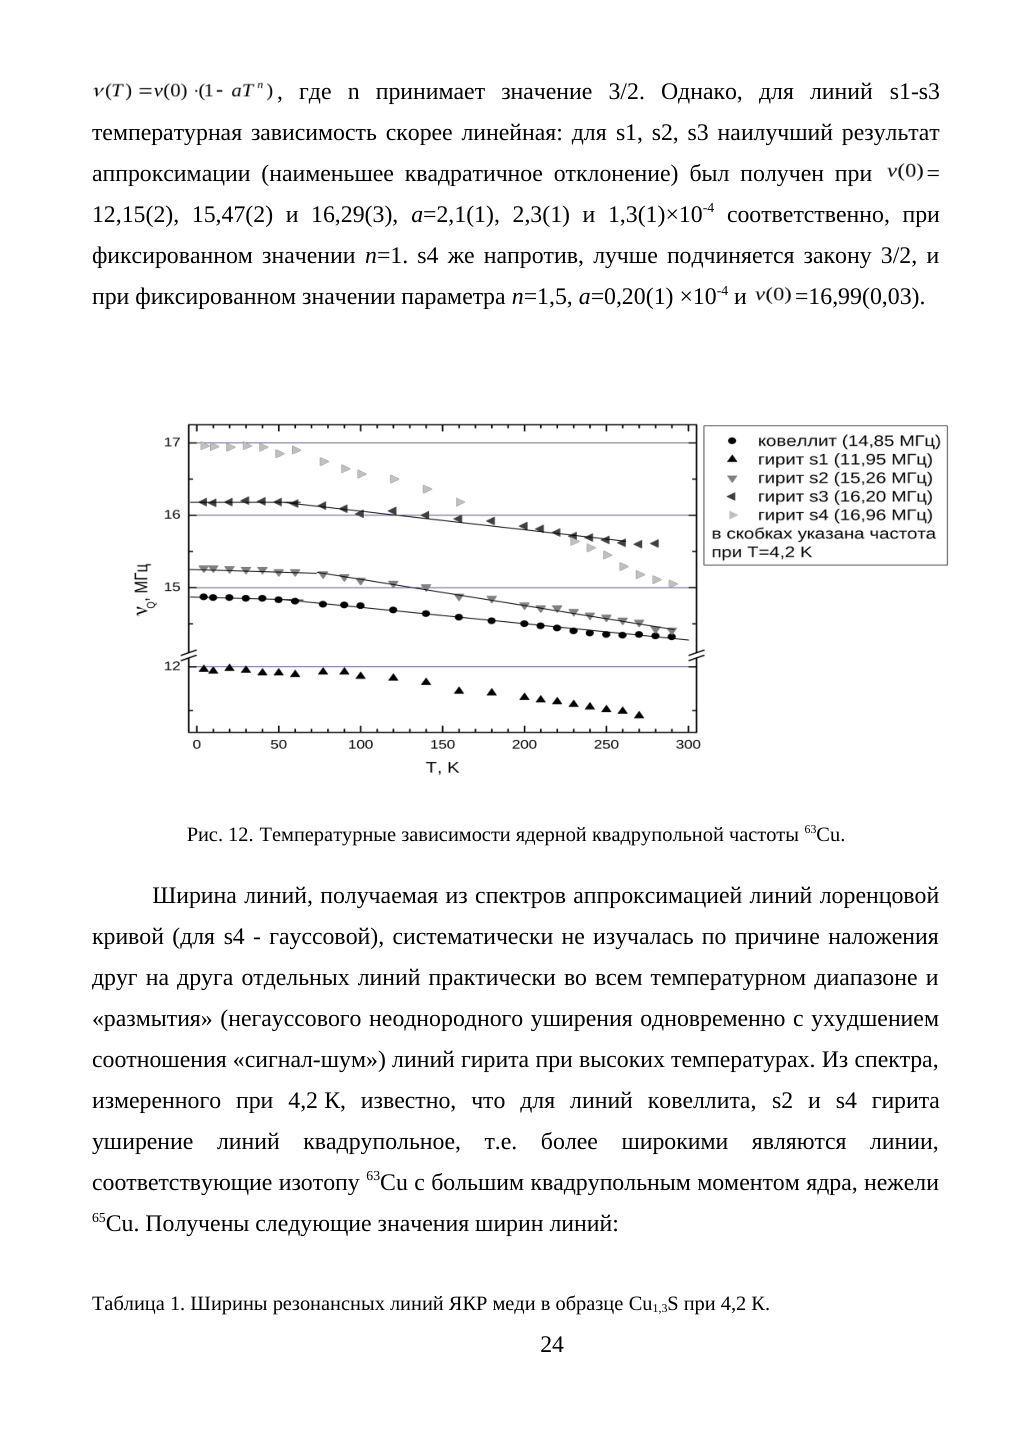 ν(T) =ν(0) ·(1- aTⁿ), где n принимает значение 3/2. Однако, для линий s1-s3
температурная зависимость скорее линейная: для s1, s2, s3 наилучший результат
аппроксимации (наименьшее квадратичное отклонение) был получен при ν(0)=
12,15(2), 15,47(2) и 16,29(3), a=2,1(1), 2,3(1) и 1,3(1)×10⁻⁴ соответственно, при
фиксированном значении n=1. s4 же напротив, лучше подчиняется закону 3/2, и
при фиксированном значении параметра n=1,5, a=0,20(1) ×10⁻⁴ и ν(0)=16,99(0,03).
17
16
15
12
ν_Q, МГц
0 50 100 150 200 250 300
T, K
ковеллит (14,85 МГц)
гирит s1 (11,95 МГц)
гирит s2 (15,26 МГц)
гирит s3 (16,20 МГц)
гирит s4 (16,96 МГц)
в скобках указана частота
при T=4,2 K
Рис. 12. Температурные зависимости ядерной квадрупольной частоты ⁶³Cu.
Ширина линий, получаемая из спектров аппроксимацией линий лоренцовой
кривой (для s4 - гауссовой), систематически не изучалась по причине наложения
друг на друга отдельных линий практически во всем температурном диапазоне и
«размытия» (негауссового неоднородного уширения одновременно с ухудшением
соотношения «сигнал-шум») линий гирита при высоких температурах. Из спектра,
измеренного при 4,2 К, известно, что для линий ковеллита, s2 и s4 гирита
уширение линий квадрупольное, т.е. более широкими являются линии,
соответствующие изотопу ⁶³Cu с большим квадрупольным моментом ядра, нежели
⁶⁵Cu. Получены следующие значения ширин линий:
Таблица 1. Ширины резонансных линий ЯКР меди в образце Cu₁,₃S при 4,2 К.
24